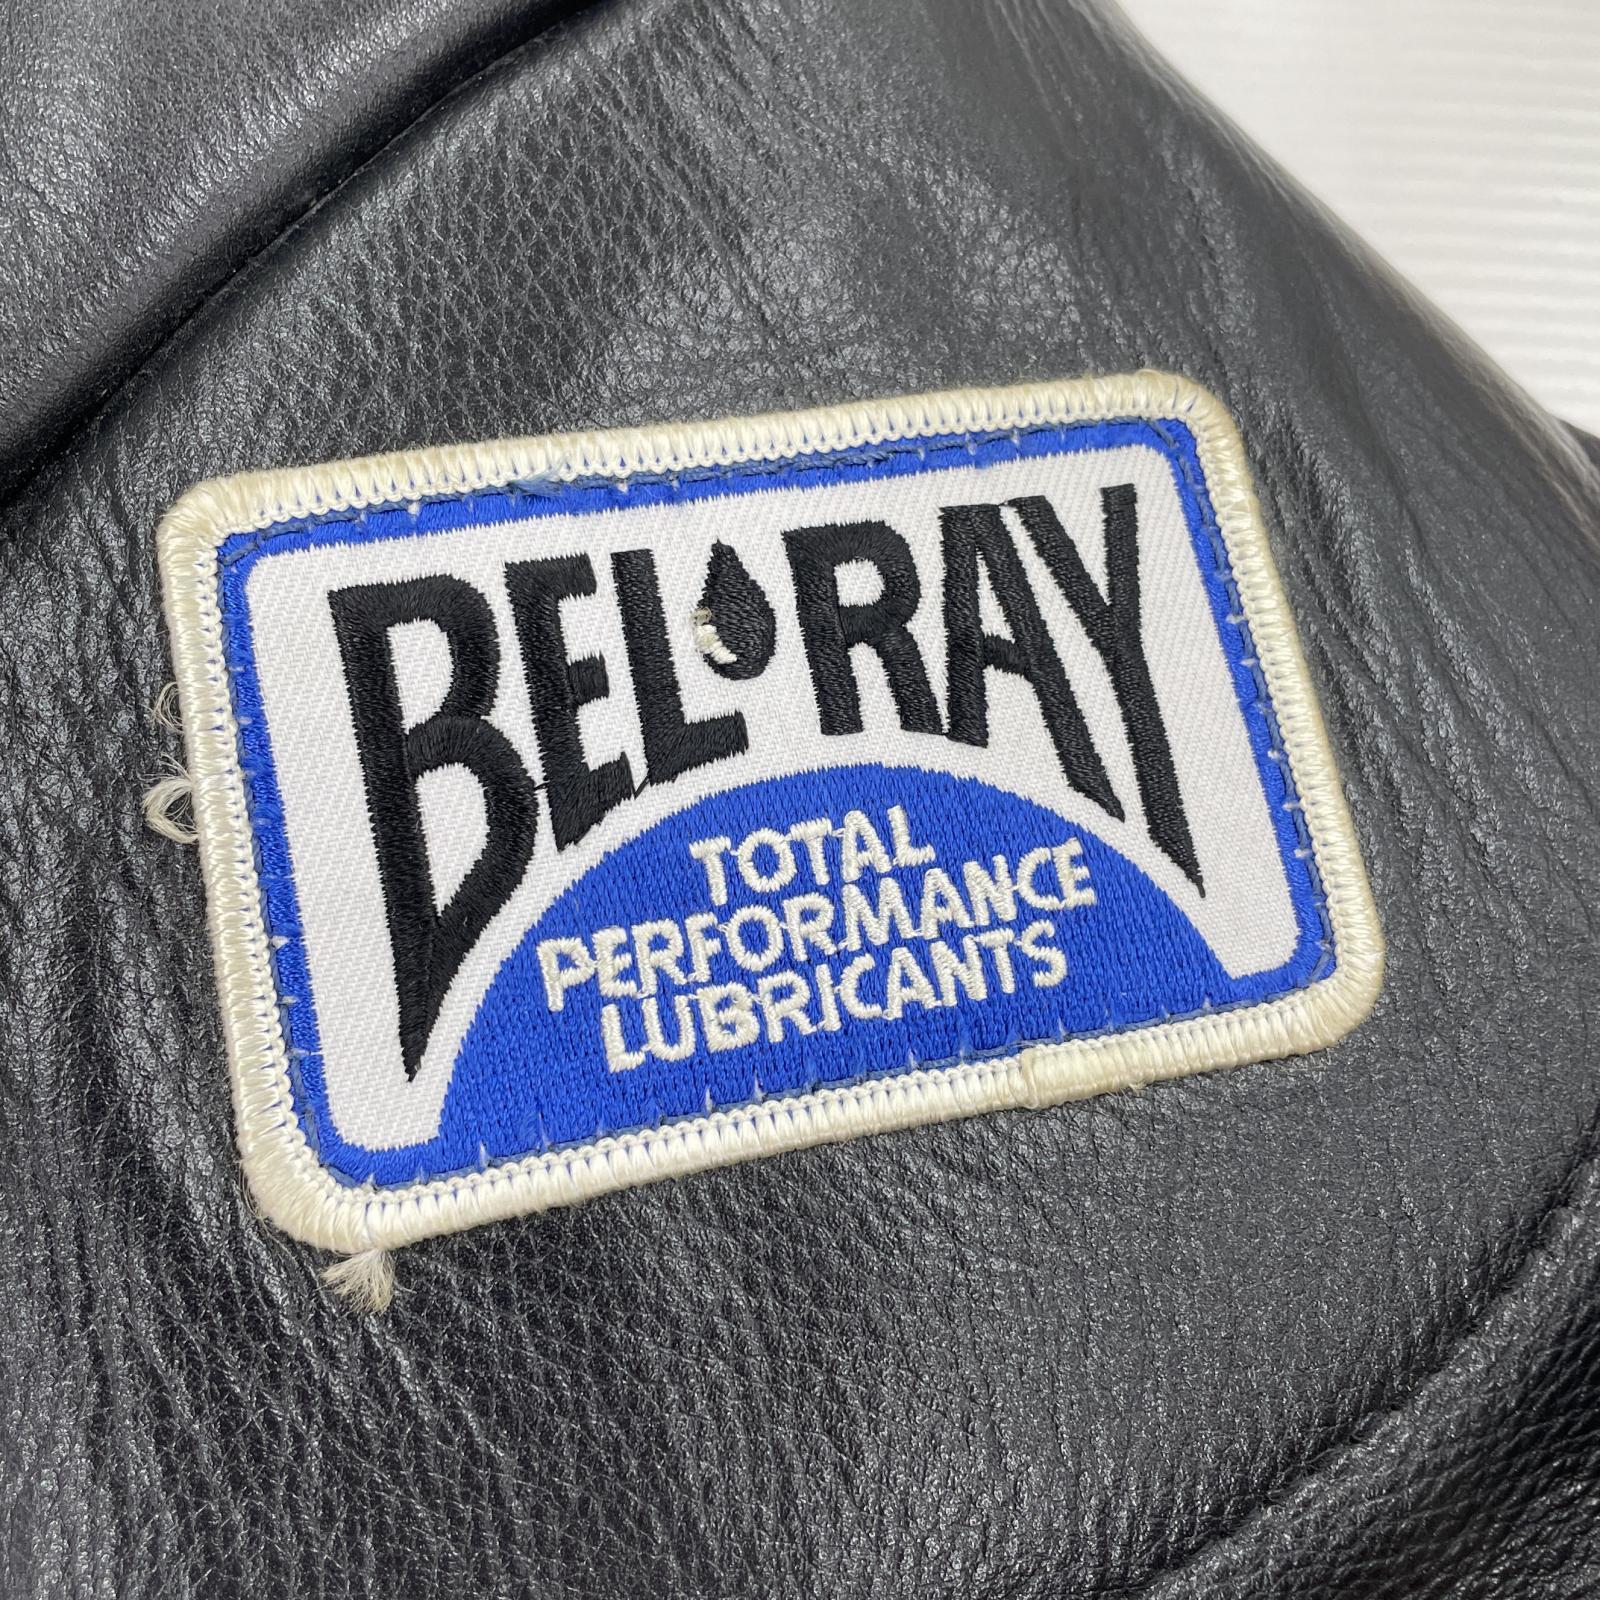 BEL RAY
TOTAL
PERFORMANCE
LUBRICANTS